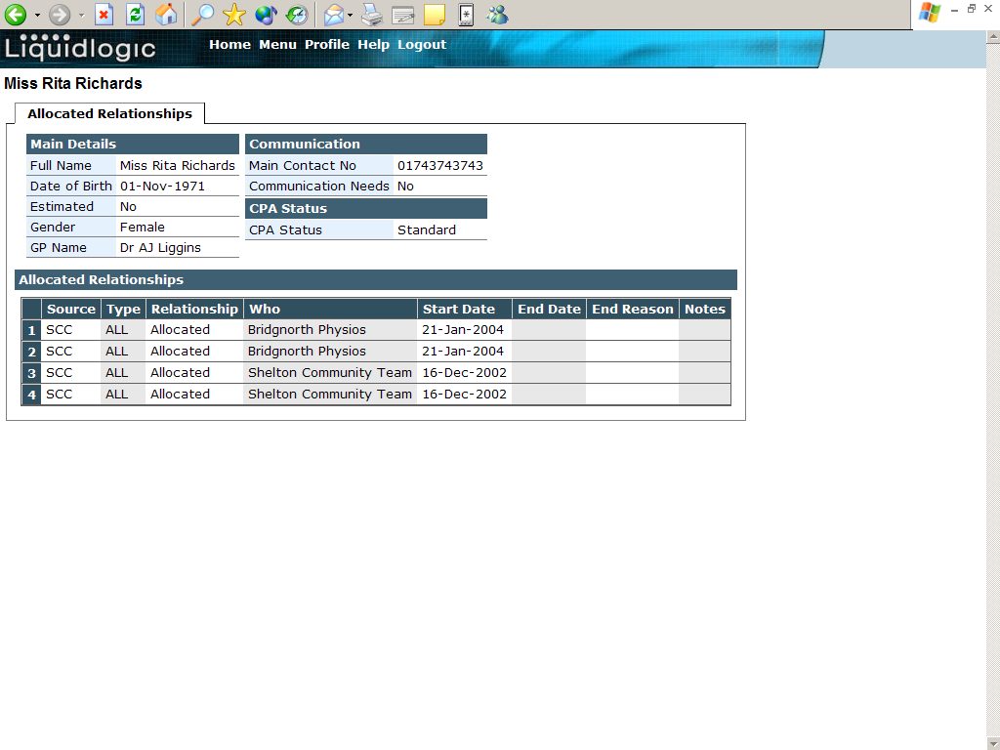 Liquidlogic Home Menu Profile Help Logout
Miss Rita Richards
Allocated Relationships
Main Details
Full Name Miss Rita Richards
Date of Birth 01-Nov-1971
Estimated No
Gender Female
GP Name Dr AJ Liggins
Communication
Main Contact No 01743743743
Communication Needs No
CPA Status
CPA Status Standard
Allocated Relationships
Source Type Relationship Who Start Date End Date End Reason Notes
1 SCC ALL Allocated Bridgnorth Physios 21-Jan-2004
2 SCC ALL Allocated Bridgnorth Physios 21-Jan-2004
3 SCC ALL Allocated Shelton Community Team 16-Dec-2002
4 SCC ALL Allocated Shelton Community Team 16-Dec-2002